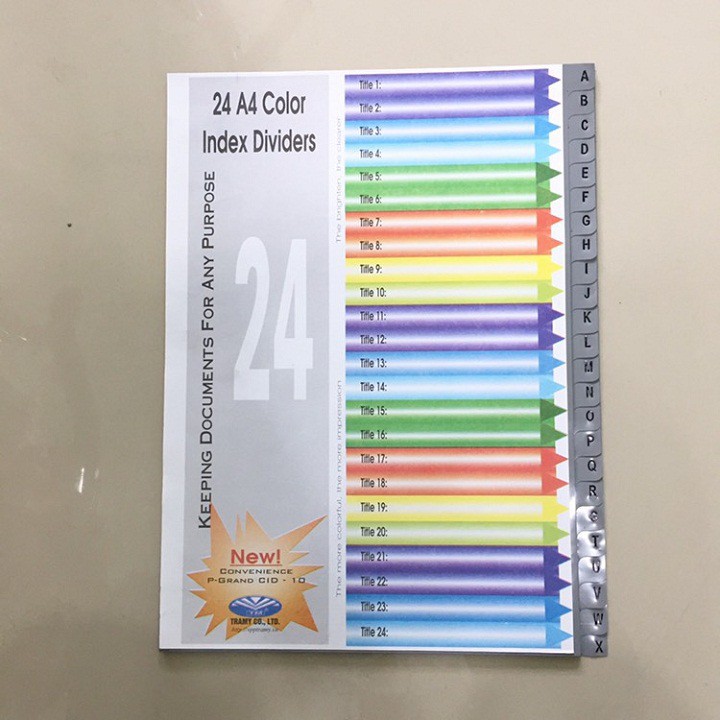 24 A4 Color
Index Dividers
KEEPING DOCUMENTS FOR ANY PURPOSE
24
New!
CONVENIENCE
P-GRAND CID - 10
TM
TRAMY CO., LTD.
The brighten, the clearer
The more colorful, the more impression
Title 1:
Title 2:
Title 3:
Title 4:
Title 5:
Title 6:
Title 7:
Title 8:
Title 9:
Title 10:
Title 11:
Title 12:
Title 13:
Title 14:
Title 15:
Title 16:
Title 17:
Title 18:
Title 19:
Title 20:
Title 21:
Title 22:
Title 23:
Title 24:
A
B
C
D
E
F
G
H
I
J
K
L
M
N
O
P
Q
R
S
T
U
V
W
X